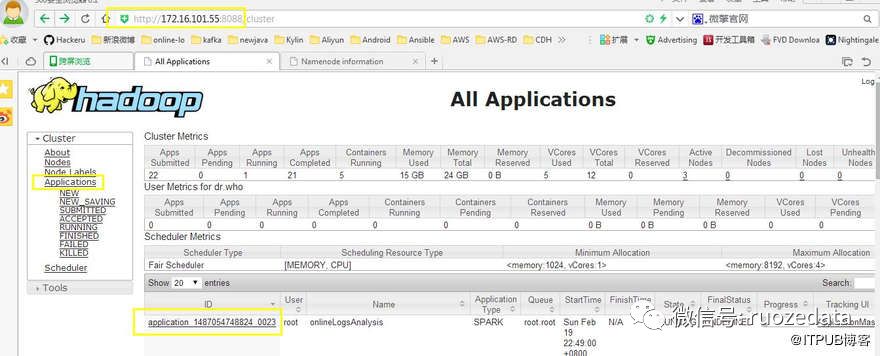 http://172.16.101.55:8088/cluster
微擎官网
收藏 Hackeru 新浪微博 online-lo kafka newjava Kylin Aliyun Android Ansible AWS AWS-RD CDH >> 扩展 Advertising 开发工具箱 FVD Downloa Nightingale
跨屏浏览 All Applications Namenode information
Log
hadoop
All Applications
Cluster
About
Nodes
Node Labels
Applications
NEW
NEW_SAVING
SUBMITTED
ACCEPTED
RUNNING
FINISHED
FAILED
KILLED
Scheduler
Tools
Cluster Metrics
Apps Submitted Apps Pending Apps Running Apps Completed Containers Running Memory Used Memory Total Memory Reserved VCores Used VCores Total VCores Reserved Active Nodes Decommissioned Nodes Lost Nodes Unhealth Nodes
22 0 1 21 5 15 GB 24 GB 0 B 5 12 0 3 0 0 0
User Metrics for dr.who
Apps Submitted Apps Pending Apps Running Apps Completed Containers Running Containers Pending Containers Reserved Memory Used Memory Pending Memory Reserved VCores Used VCores Pending
0 0 0 0 0 0 0 0 B 0 B 0 B 0 0
Scheduler Metrics
Scheduler Type Scheduling Resource Type Minimum Allocation Maximum Allocation
Fair Scheduler [MEMORY, CPU] <memory:1024, vCores:1> <memory:8192, vCores:4>
Show 20 entries Search:
ID User Name Application Type Queue StartTime FinishTime State FinalStatus Progress Tracking UI
application_1487054748824_0023 root onlineLogsAnalysis SPARK root.root Sun Feb 19 22:49:00 +0800 N/A
微信号: ruozedata
@ITPUB博客